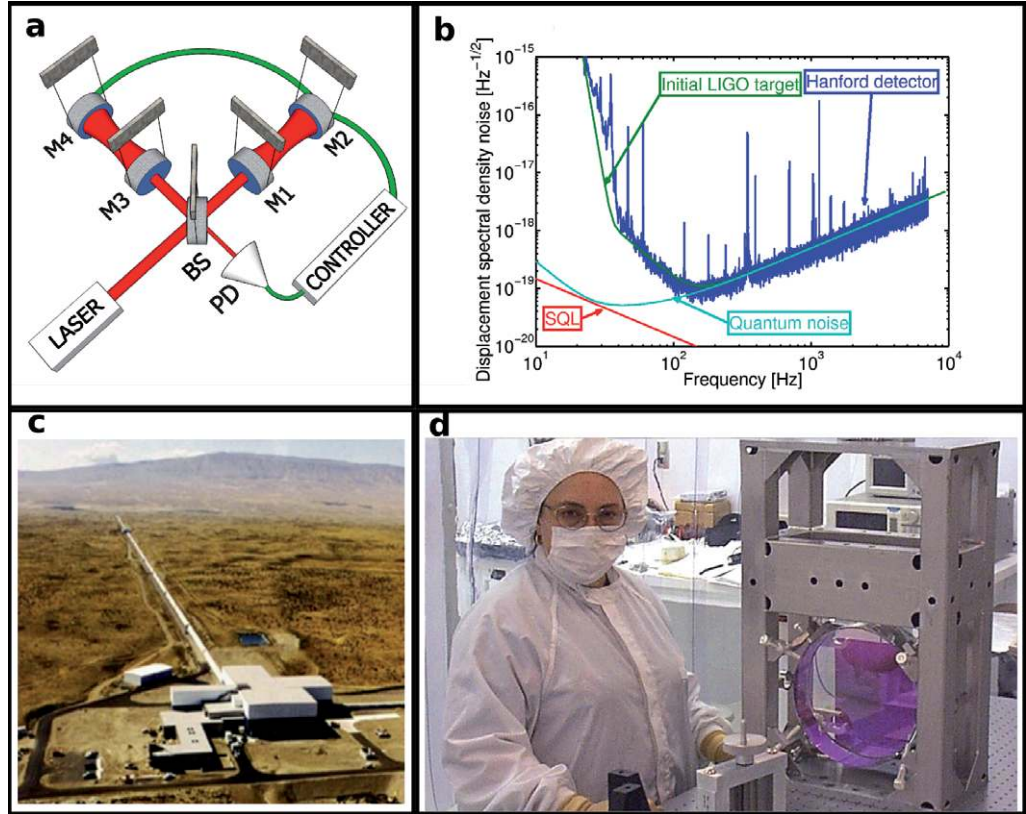 a
M4
M3
M1
M2
BS
PD
LASER
CONTROLLER
b
Displacement spectral density noise [Hz^{-1/2}]
10^{-15}
10^{-16}
10^{-17}
10^{-18}
10^{-19}
10^{-20}
Initial LIGO target
Hanford detector
SQL
Quantum noise
10^1
10^2
10^3
10^4
Frequency [Hz]
c
d